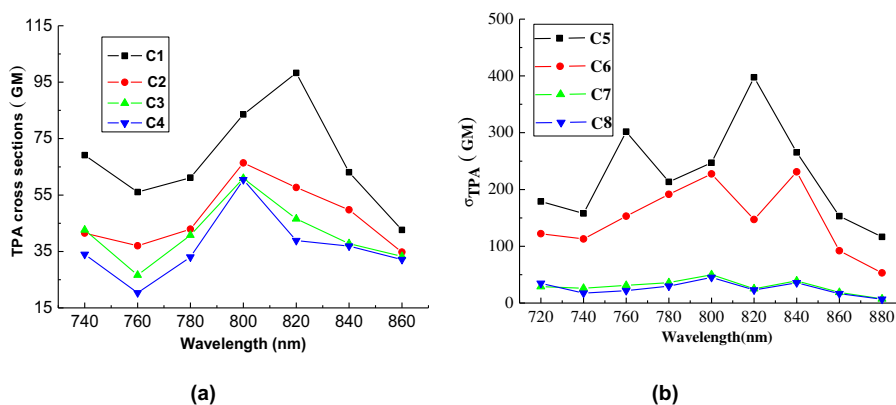 TPA cross sections ( GM)
115
95
75
55
35
15
C1
C2
C3
C4
740 760 780 800 820 840 860
Wavelength (nm)
(a)
σTPA ( GM)
500
400
300
200
100
0
C5
C6
C7
C8
720 740 760 780 800 820 840 860 880
Wavelength(nm)
(b)